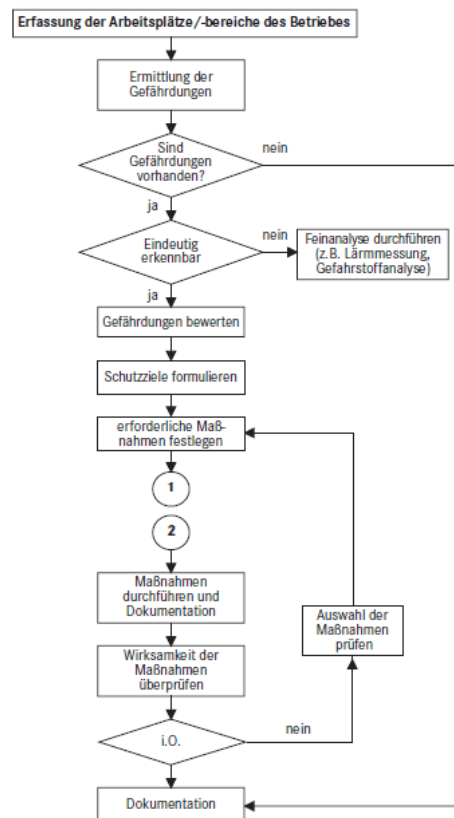 Erfassung der Arbeitsplätze/-bereiche des Betriebes
Ermittlung der
Gefährdungen
Sind
Gefährdungen
vorhanden?
nein
ja
Eindeutig
erkennbar
nein
Feinanalyse durchführen
(z.B. Lärmmessung,
Gefahrstoffanalyse)
ja
Gefährdungen bewerten
Schutzziele formulieren
erforderliche Maß-
nahmen festlegen
1
2
Maßnahmen
durchführen und
Dokumentation
Auswahl der
Maßnahmen
prüfen
Wirksamkeit der
Maßnahmen
überprüfen
i.O.
nein
Dokumentation